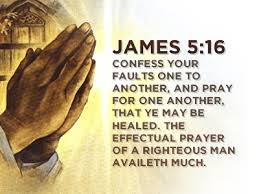 JAMES 5:16
CONFESS YOUR
FAULTS ONE TO
ANOTHER, AND PRAY
FOR ONE ANOTHER,
THAT YE MAY BE
HEALED. THE
EFFECTUAL PRAYER
OF A RIGHTEOUS MAN
AVAILETH MUCH.